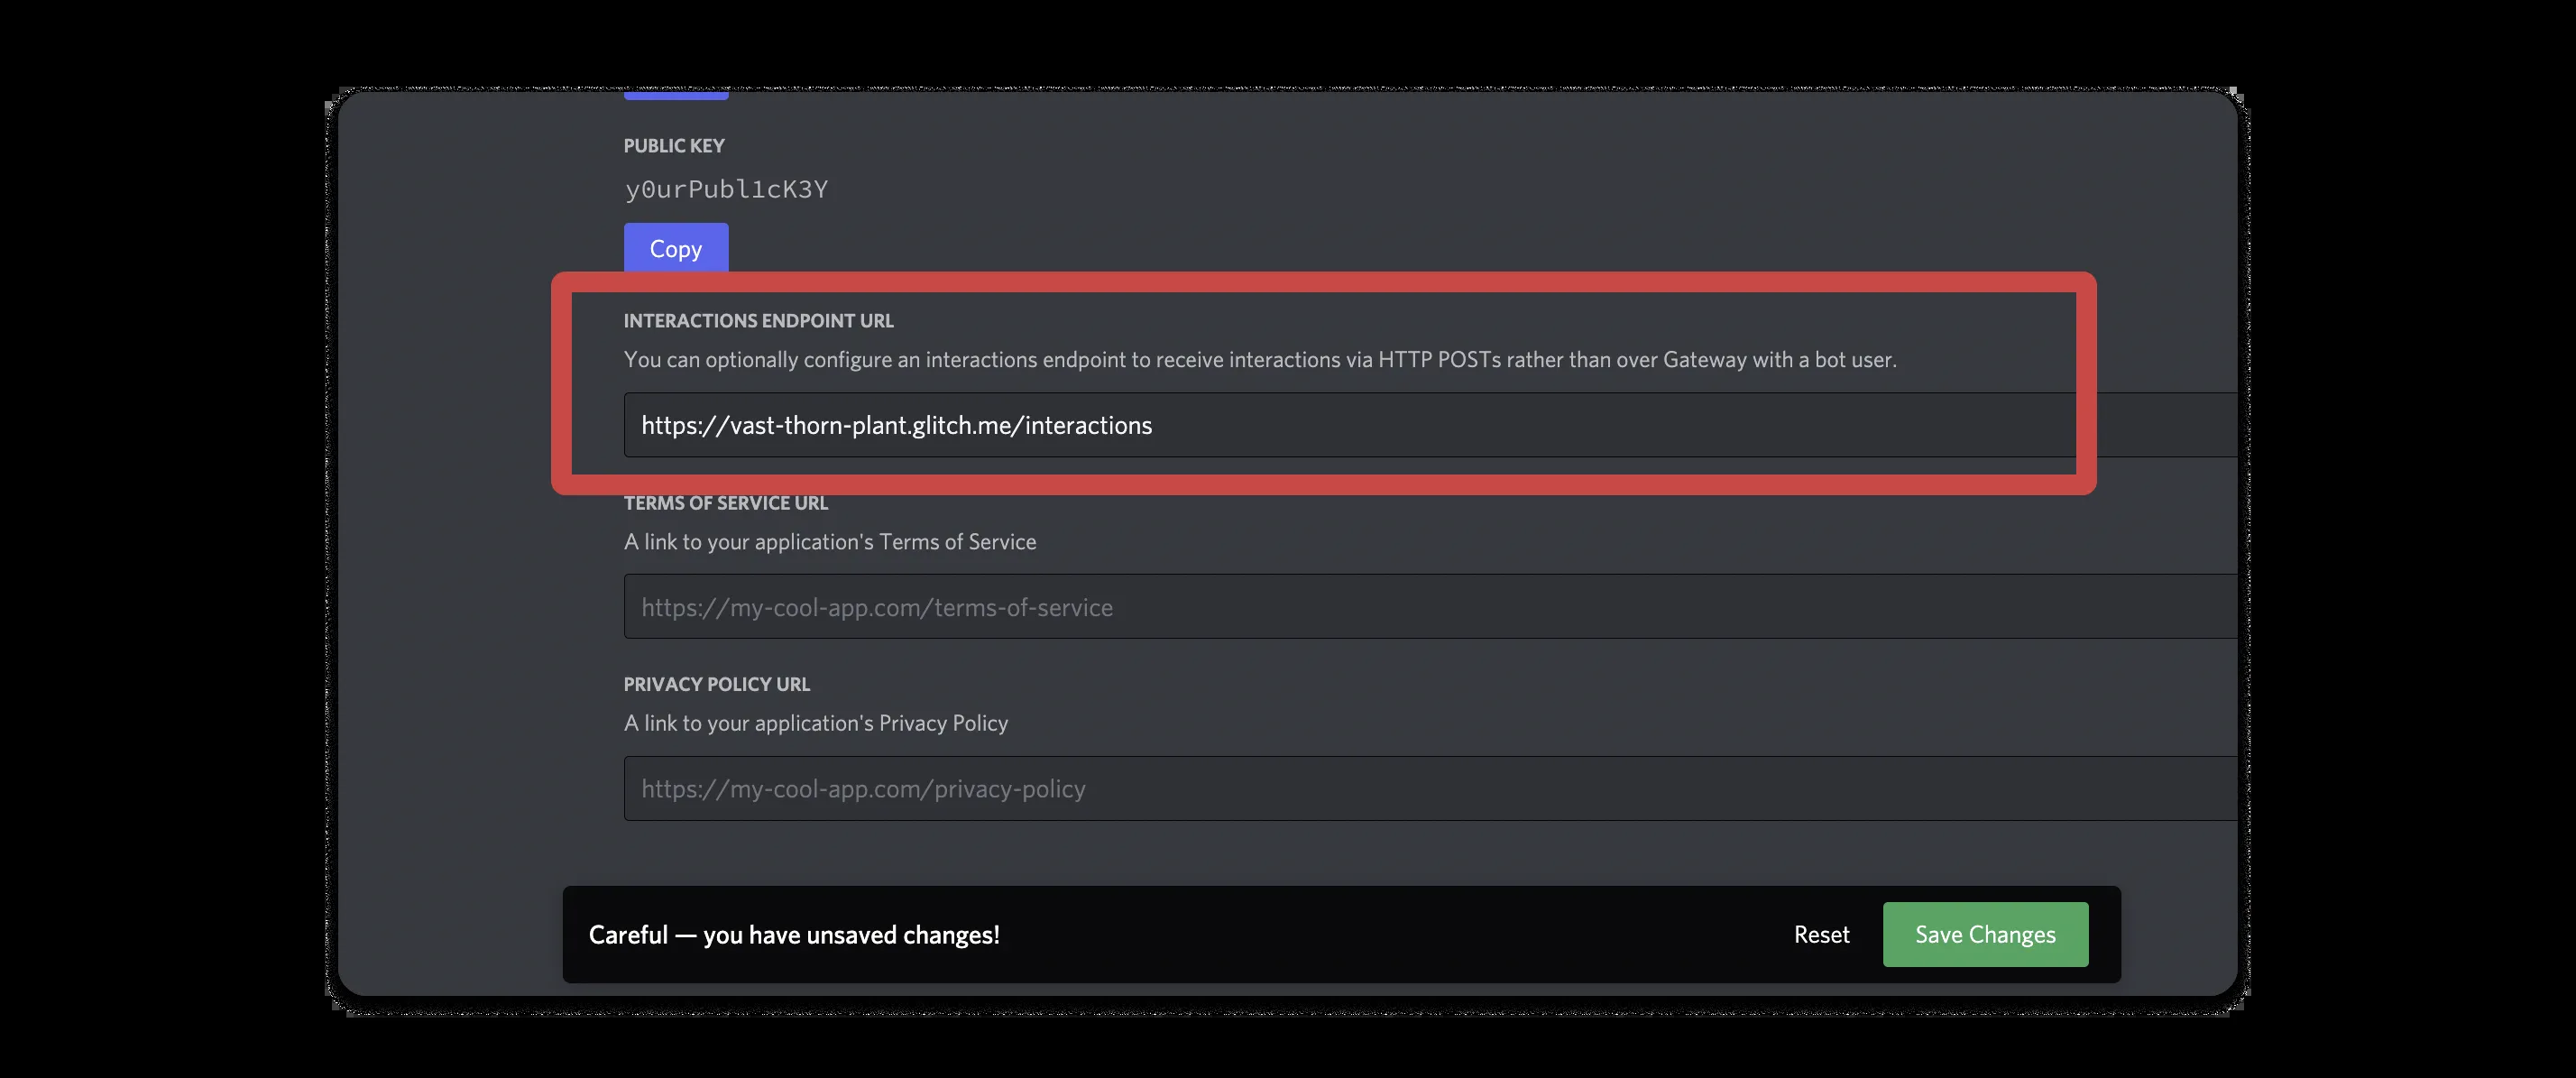 PUBLIC KEY
y0urPubl1cK3Y
Copy
INTERACTIONS ENDPOINT URL
You can optionally configure an interactions endpoint to receive interactions via HTTP POSTs rather than over Gateway with a bot user.
https://vast-thorn-plant.glitch.me/interactions
TERMS OF SERVICE URL
A link to your application's Terms of Service
https://my-cool-app.com/terms-of-service
PRIVACY POLICY URL
A link to your application's Privacy Policy
https://my-cool-app.com/privacy-policy
Careful — you have unsaved changes!
Reset
Save Changes